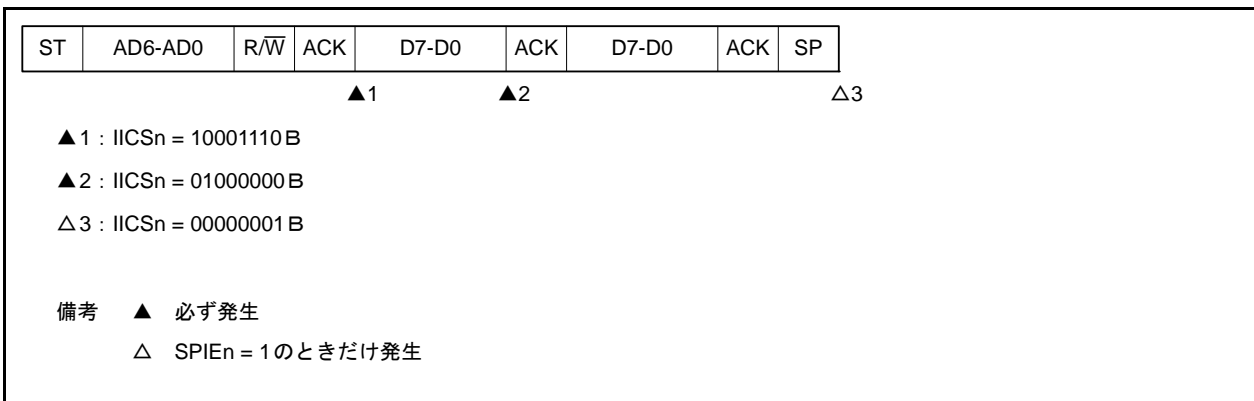 ST AD6-AD0 R/W̅ ACK D7-D0 ACK D7-D0 ACK SP
▲1 ▲2 △3
▲1：IICSn = 10001110B
▲2：IICSn = 01000000B
△3：IICSn = 00000001B
備考 ▲ 必ず発生
△ SPIEn = 1のときだけ発生